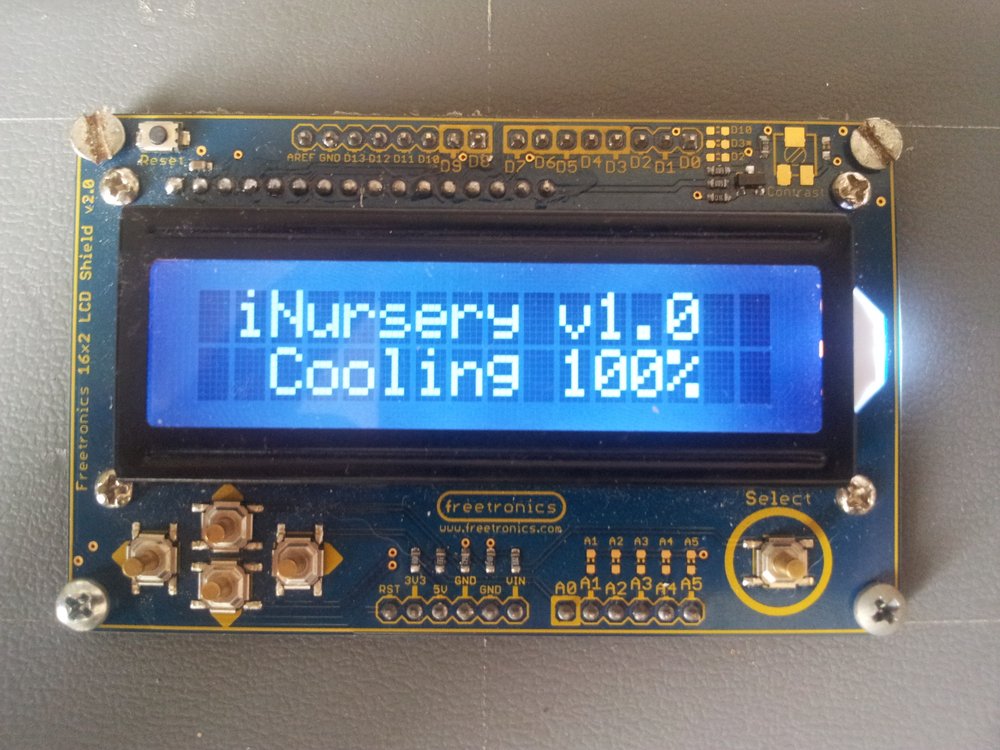 Reset
AREF GND D13 D12 D11 D10 D9 D8 D7 D6 D5 D4 D3 D2 D1 D0
D10
D3
D2
Contrast
Freetronics 16x2 LCD Shield v2.0
iNursery v1.0
Cooling 100%
freetronics
www.freetronics.com
Select
RST 3V3 5V GND GND VIN
A1 A2 A3 A4 A5
A0 A1 A2 A3 A4 A5